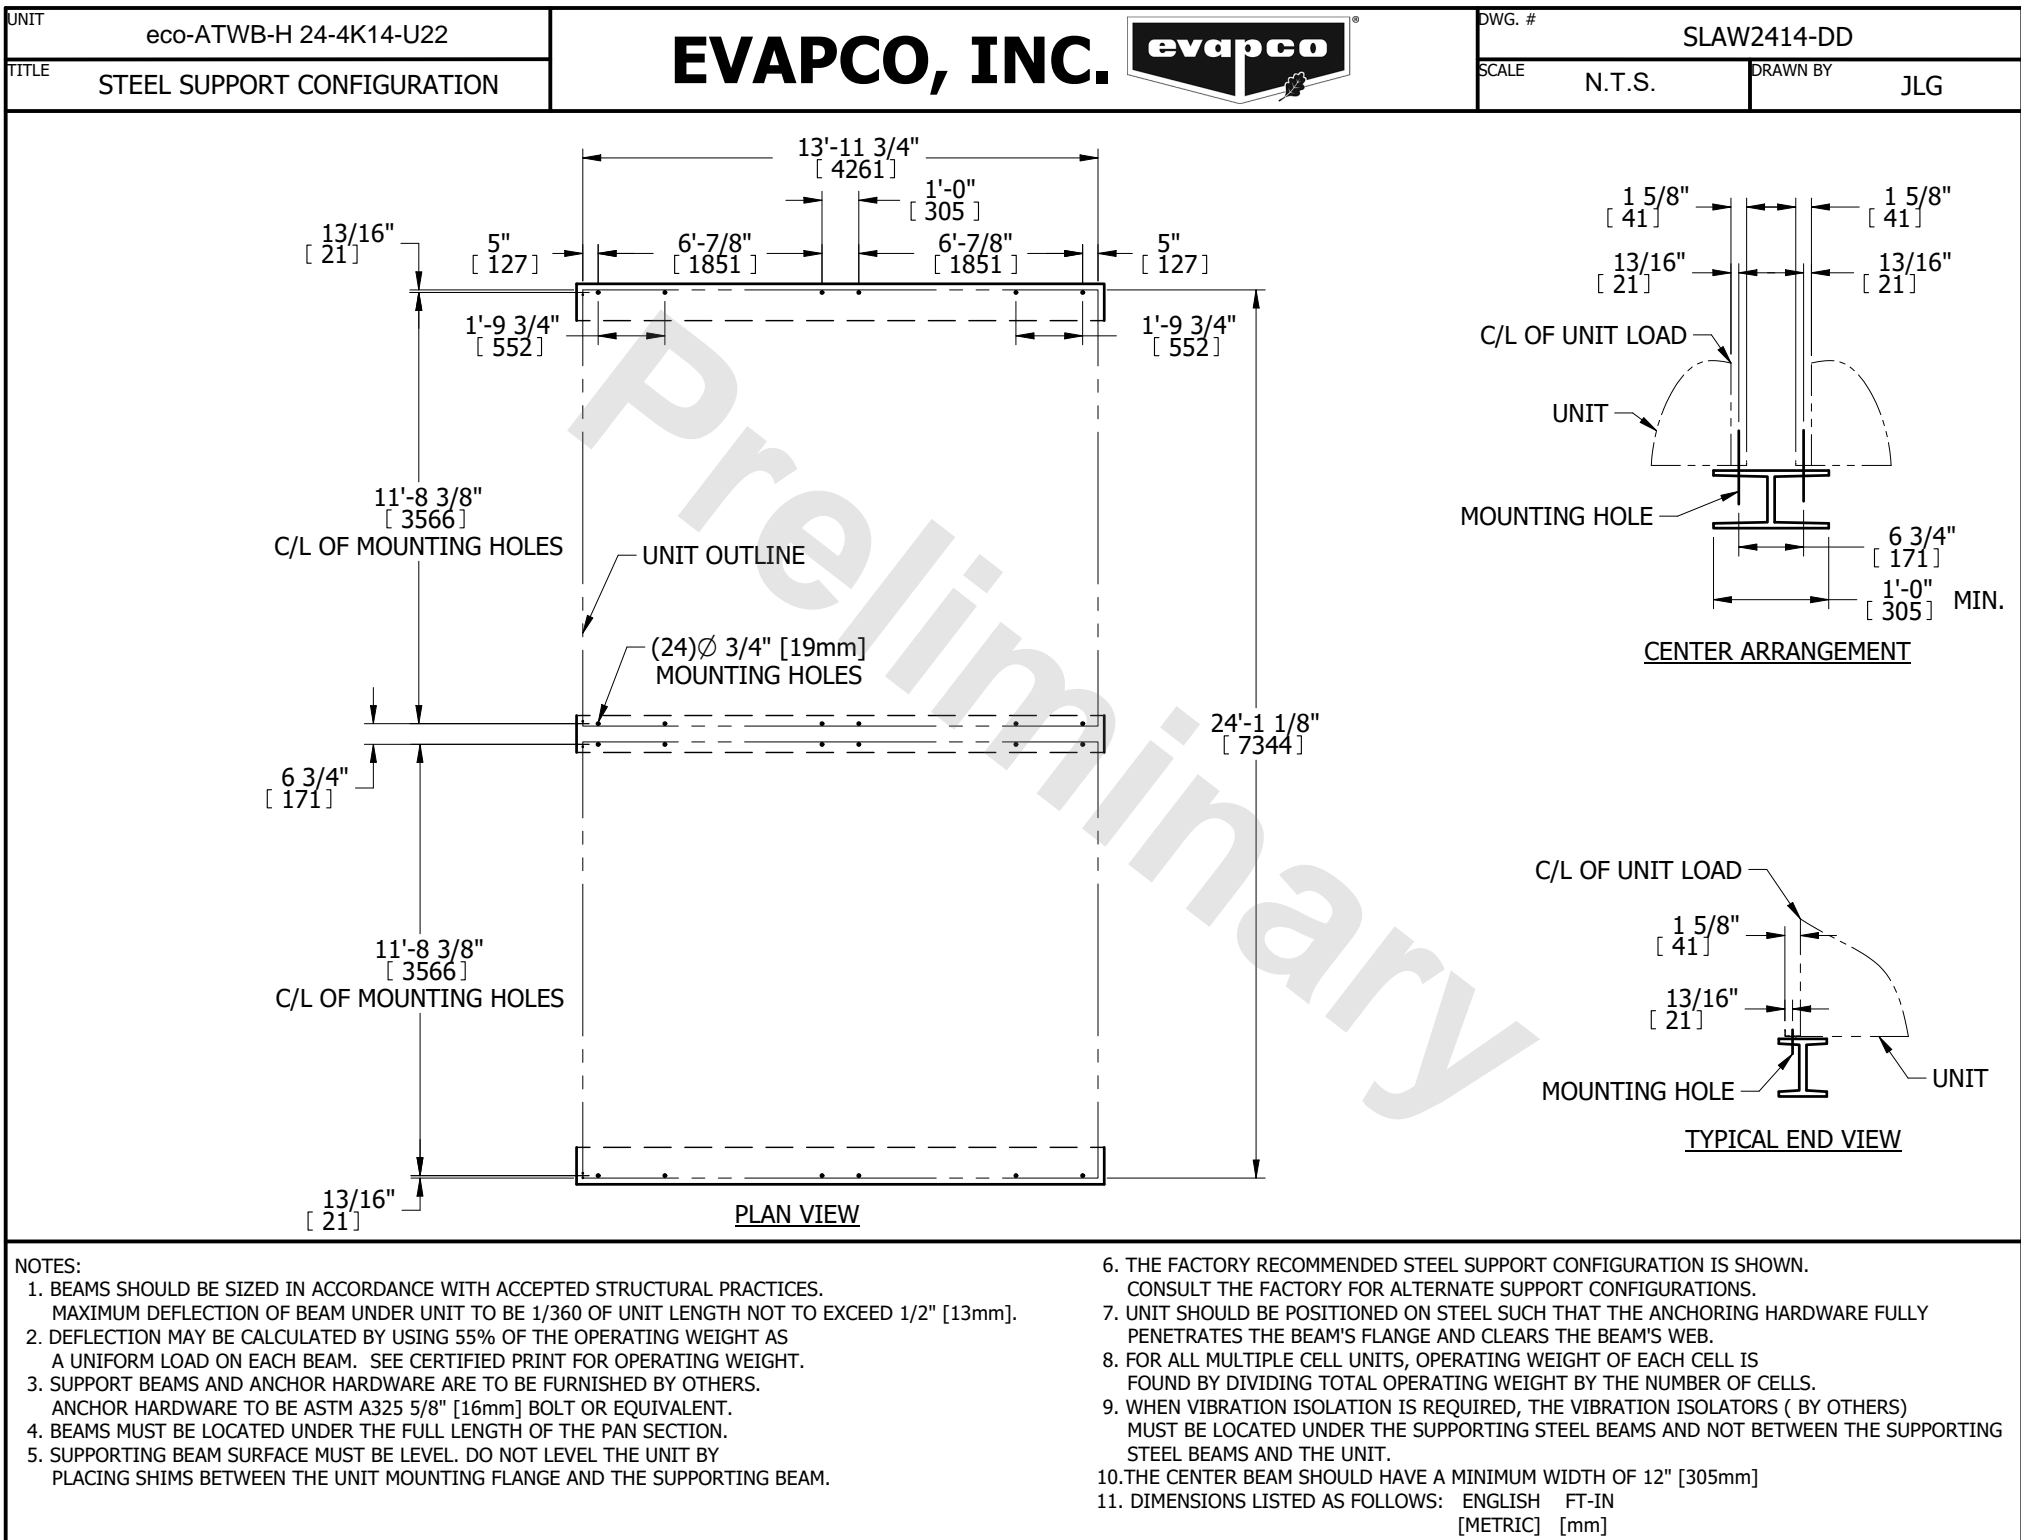 UNIT
eco-ATWB-H 24-4K14-U22
TITLE
STEEL SUPPORT CONFIGURATION
EVAPCO, INC.
evapco
®
DWG. #
SLAW2414-DD
SCALE
N.T.S.
DRAWN BY
JLG
13'-11 3/4"
[ 4261 ]
1'-0"
[ 305 ]
13/16"
[ 21 ]
5"
[ 127 ]
6'-7/8"
[ 1851 ]
6'-7/8"
[ 1851 ]
5"
[ 127 ]
1'-9 3/4"
[ 552 ]
1'-9 3/4"
[ 552 ]
11'-8 3/8"
[ 3566 ]
C/L OF MOUNTING HOLES
UNIT OUTLINE
(24)∅ 3/4" [19mm]
MOUNTING HOLES
6 3/4"
[ 171 ]
24'-1 1/8"
[ 7344 ]
11'-8 3/8"
[ 3566 ]
C/L OF MOUNTING HOLES
13/16"
[ 21 ]
PLAN VIEW
Preliminary
1 5/8"
[ 41 ]
1 5/8"
[ 41 ]
13/16"
[ 21 ]
13/16"
[ 21 ]
C/L OF UNIT LOAD
UNIT
MOUNTING HOLE
6 3/4"
[ 171 ]
1'-0"
[ 305 ] MIN.
CENTER ARRANGEMENT
C/L OF UNIT LOAD
1 5/8"
[ 41 ]
13/16"
[ 21 ]
MOUNTING HOLE
UNIT
TYPICAL END VIEW
NOTES:
1. BEAMS SHOULD BE SIZED IN ACCORDANCE WITH ACCEPTED STRUCTURAL PRACTICES.
MAXIMUM DEFLECTION OF BEAM UNDER UNIT TO BE 1/360 OF UNIT LENGTH NOT TO EXCEED 1/2" [13mm].
2. DEFLECTION MAY BE CALCULATED BY USING 55% OF THE OPERATING WEIGHT AS
A UNIFORM LOAD ON EACH BEAM. SEE CERTIFIED PRINT FOR OPERATING WEIGHT.
3. SUPPORT BEAMS AND ANCHOR HARDWARE ARE TO BE FURNISHED BY OTHERS.
ANCHOR HARDWARE TO BE ASTM A325 5/8" [16mm] BOLT OR EQUIVALENT.
4. BEAMS MUST BE LOCATED UNDER THE FULL LENGTH OF THE PAN SECTION.
5. SUPPORTING BEAM SURFACE MUST BE LEVEL. DO NOT LEVEL THE UNIT BY
PLACING SHIMS BETWEEN THE UNIT MOUNTING FLANGE AND THE SUPPORTING BEAM.
6. THE FACTORY RECOMMENDED STEEL SUPPORT CONFIGURATION IS SHOWN.
CONSULT THE FACTORY FOR ALTERNATE SUPPORT CONFIGURATIONS.
7. UNIT SHOULD BE POSITIONED ON STEEL SUCH THAT THE ANCHORING HARDWARE FULLY
PENETRATES THE BEAM'S FLANGE AND CLEARS THE BEAM'S WEB.
8. FOR ALL MULTIPLE CELL UNITS, OPERATING WEIGHT OF EACH CELL IS
FOUND BY DIVIDING TOTAL OPERATING WEIGHT BY THE NUMBER OF CELLS.
9. WHEN VIBRATION ISOLATION IS REQUIRED, THE VIBRATION ISOLATORS ( BY OTHERS)
MUST BE LOCATED UNDER THE SUPPORTING STEEL BEAMS AND NOT BETWEEN THE SUPPORTING
STEEL BEAMS AND THE UNIT.
10.THE CENTER BEAM SHOULD HAVE A MINIMUM WIDTH OF 12" [305mm]
11. DIMENSIONS LISTED AS FOLLOWS: ENGLISH FT-IN
[METRIC] [mm]